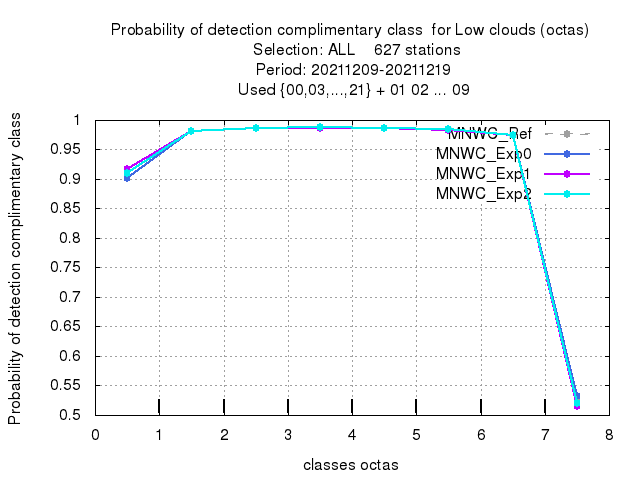 Probability of detection complimentary class  for Low clouds (octas)
Selection: ALL    627 stations
Period: 20211209-20211219
Used {00,03,...,21} + 01 02 ... 09
Probability of detection complimentary class
1
0.95
0.9
0.85
0.8
0.75
0.7
0.65
0.6
0.55
0.5
MNWC_Ref
MNWC_Exp0
MNWC_Exp1
MNWC_Exp2
0 1 2 3 4 5 6 7 8
classes octas